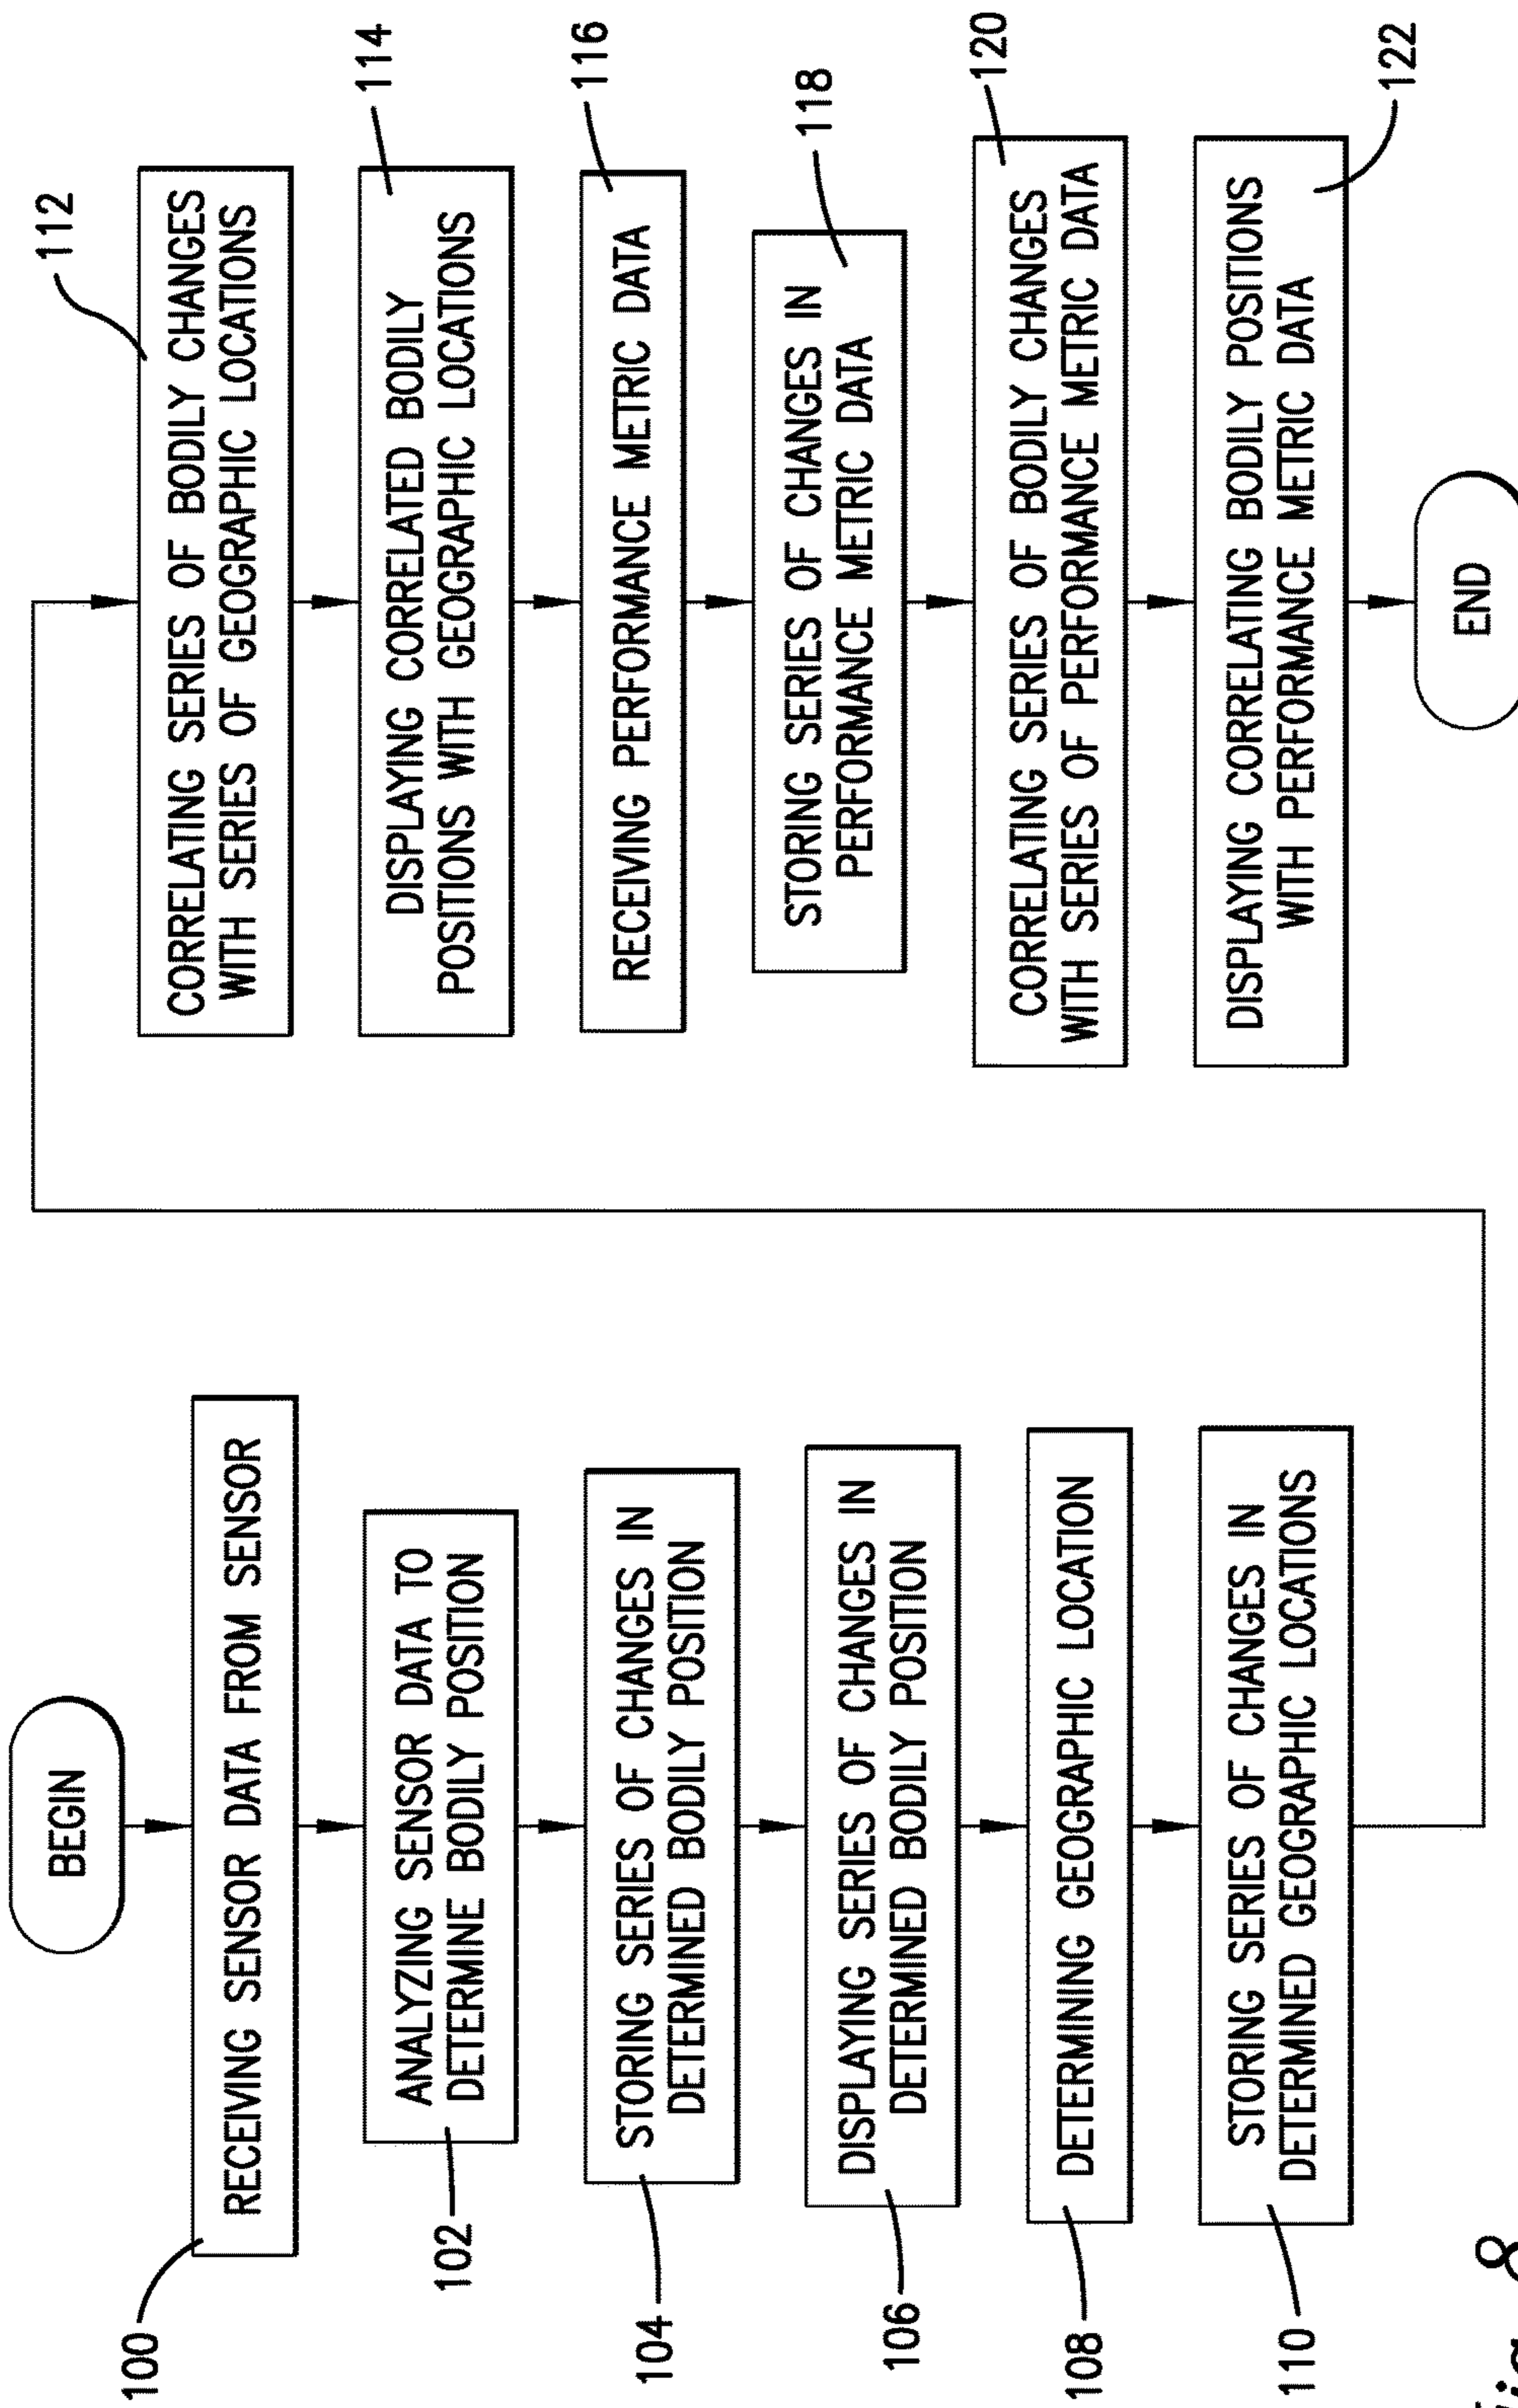 BEGIN
100
RECEIVING SENSOR DATA FROM SENSOR
102
ANALYZING SENSOR DATA TO
DETERMINE BODILY POSITION
104
STORING SERIES OF CHANGES IN
DETERMINED BODILY POSITION
106
DISPLAYING SERIES OF CHANGES IN
DETERMINED BODILY POSITION
108
DETERMINING GEOGRAPHIC LOCATION
110
STORING SERIES OF CHANGES IN
DETERMINED GEOGRAPHIC LOCATIONS
112
CORRELATING SERIES OF BODILY CHANGES
WITH SERIES OF GEOGRAPHIC LOCATIONS
114
DISPLAYING CORRELATED BODILY
POSITIONS WITH GEOGRAPHIC LOCATIONS
116
RECEIVING PERFORMANCE METRIC DATA
118
STORING SERIES OF CHANGES IN
PERFORMANCE METRIC DATA
120
CORRELATING SERIES OF BODILY CHANGES
WITH SERIES OF PERFORMANCE METRIC DATA
122
DISPLAYING CORRELATING BODILY POSITIONS
WITH PERFORMANCE METRIC DATA
END
Fig. 8